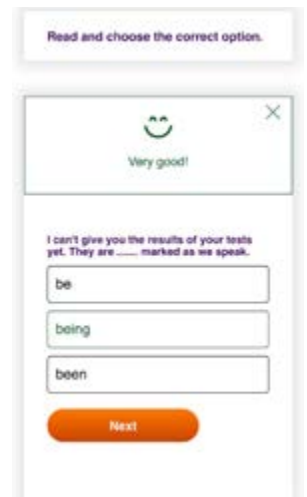 Read and choose the correct option.
Very good!
I can't give you the results of your tests
yet. They are ...... marked as we speak.
be
being
been
Next